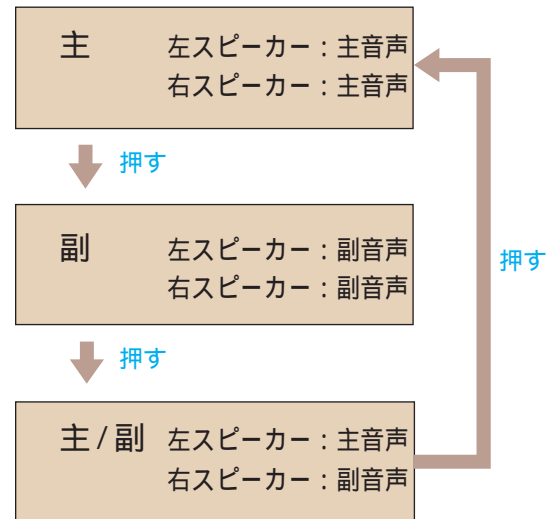 主 左スピーカー：主音声
右スピーカー：主音声
押す
副 左スピーカー：副音声
右スピーカー：副音声
押す
押す
主/副 左スピーカー：主音声
右スピーカー：副音声